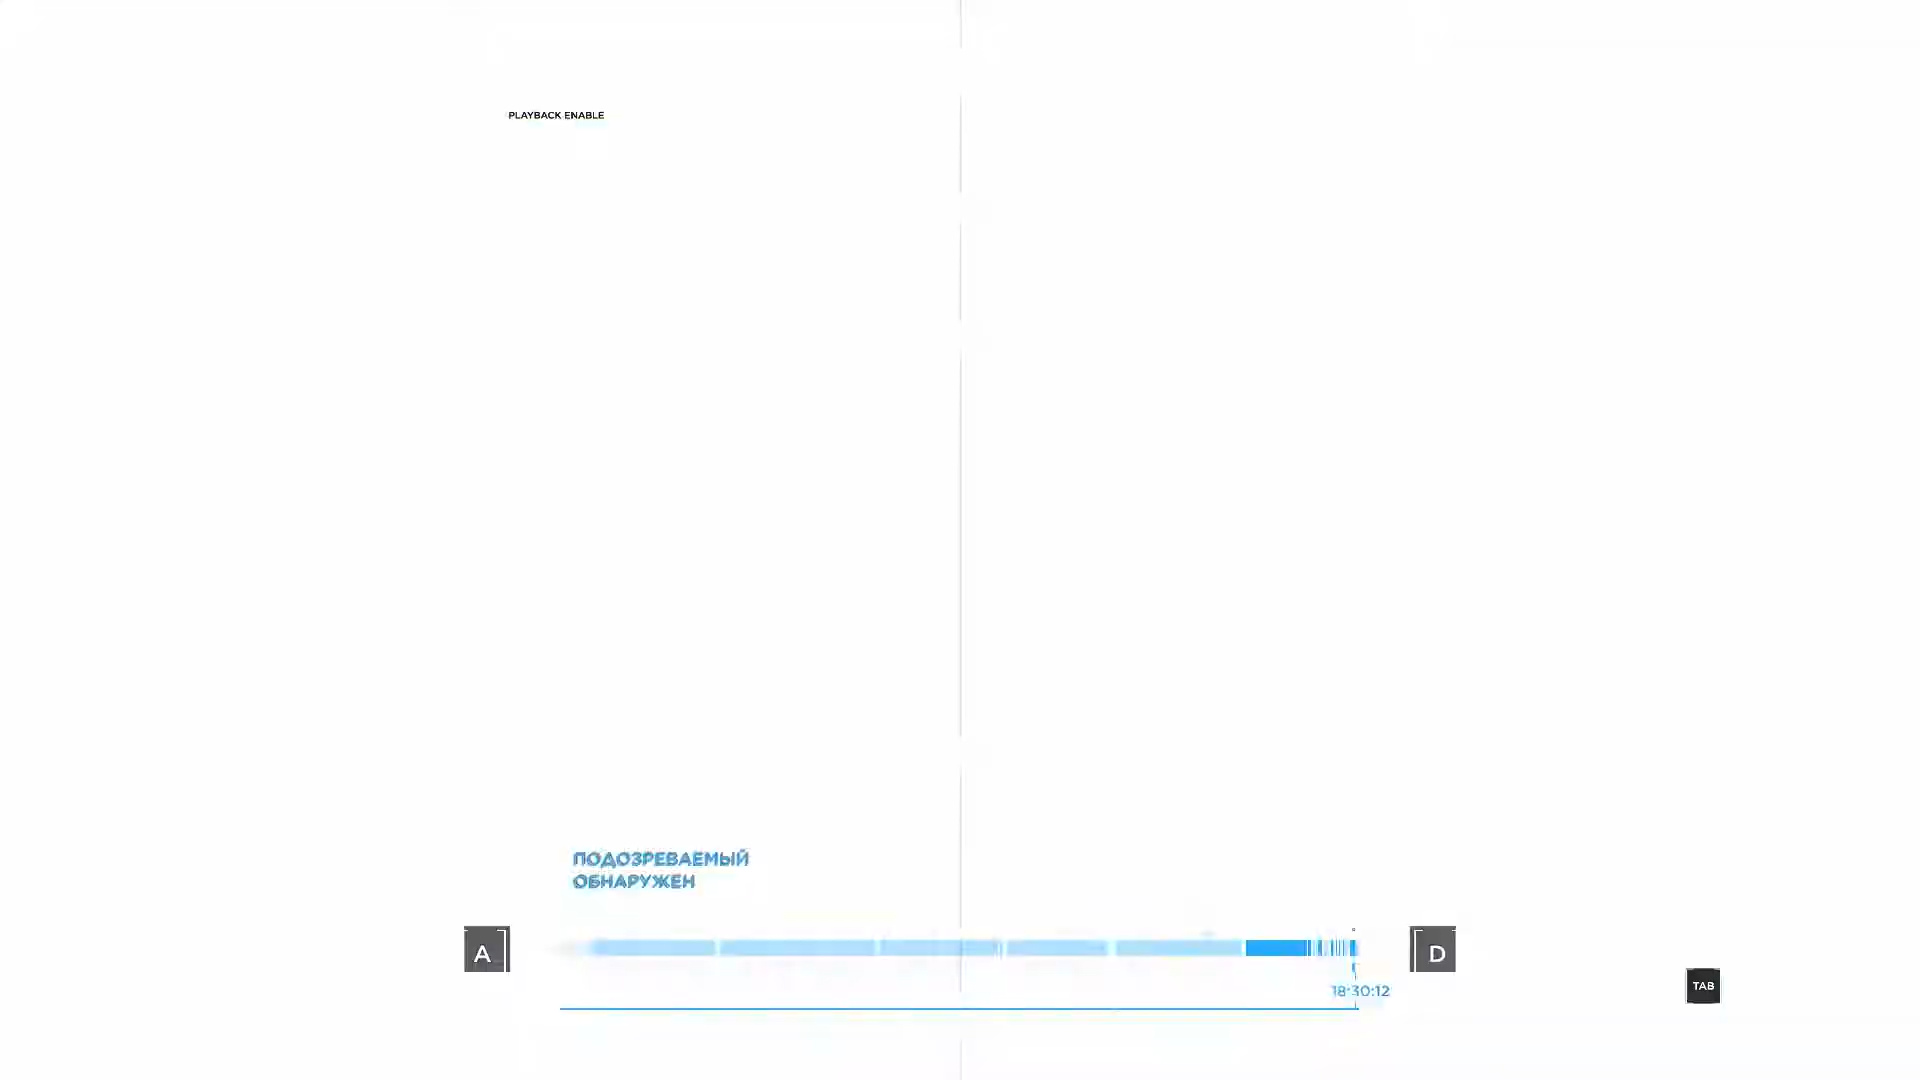 PLAYBACK ENABLE
ПОДОЗРЕВАЕМЫЙ
ОБНАРУЖЕН
A
D
18:30:12
TAB